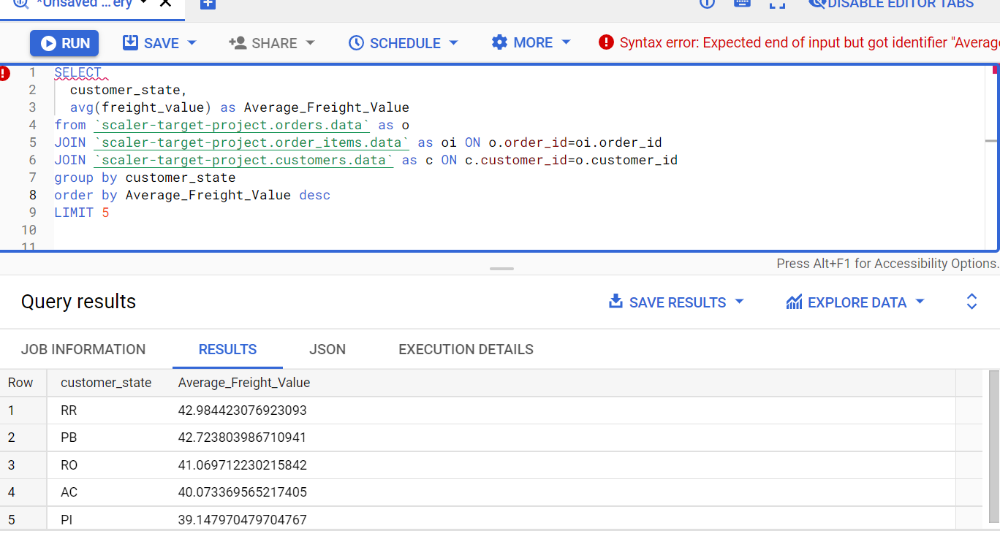 *Unsaved ...ery
DISABLE EDITOR TABS
RUN SAVE SHARE SCHEDULE MORE Syntax error: Expected end of input but got identifier "Average
1 SELECT
2 customer_state,
3 avg(freight_value) as Average_Freight_Value
4 from `scaler-target-project.orders.data` as o
5 JOIN `scaler-target-project.order_items.data` as oi ON o.order_id=oi.order_id
6 JOIN `scaler-target-project.customers.data` as c ON c.customer_id=o.customer_id
7 group by customer_state
8 order by Average_Freight_Value desc
9 LIMIT 5
10
11
Press Alt+F1 for Accessibility Options.
Query results SAVE RESULTS EXPLORE DATA
JOB INFORMATION RESULTS JSON EXECUTION DETAILS
Row customer_state Average_Freight_Value
1 RR 42.984423076923093
2 PB 42.723803986710941
3 RO 41.069712230215842
4 AC 40.073369565217405
5 PI 39.147970479704767